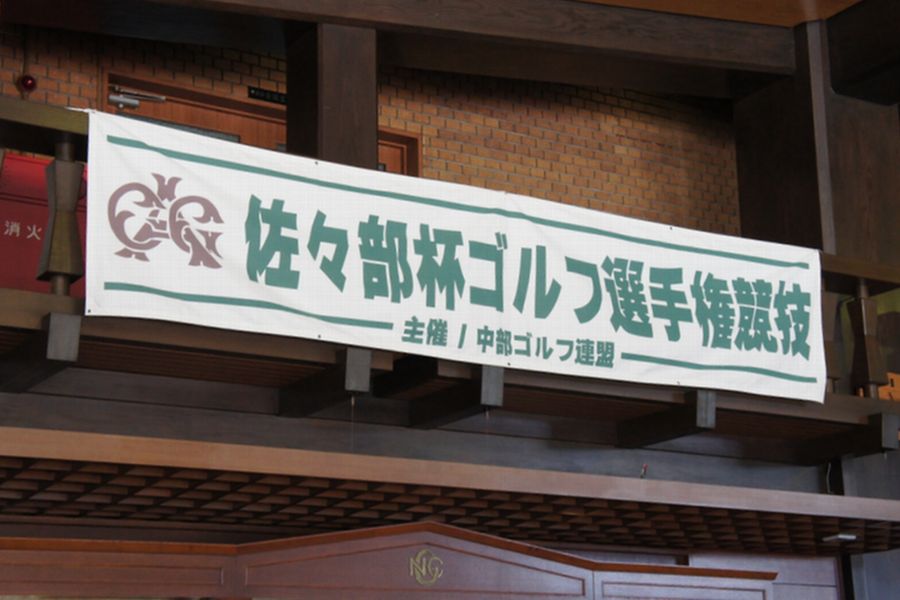 佐々部杯ゴルフ選手権競技
主催 / 中部ゴルフ連盟
消火